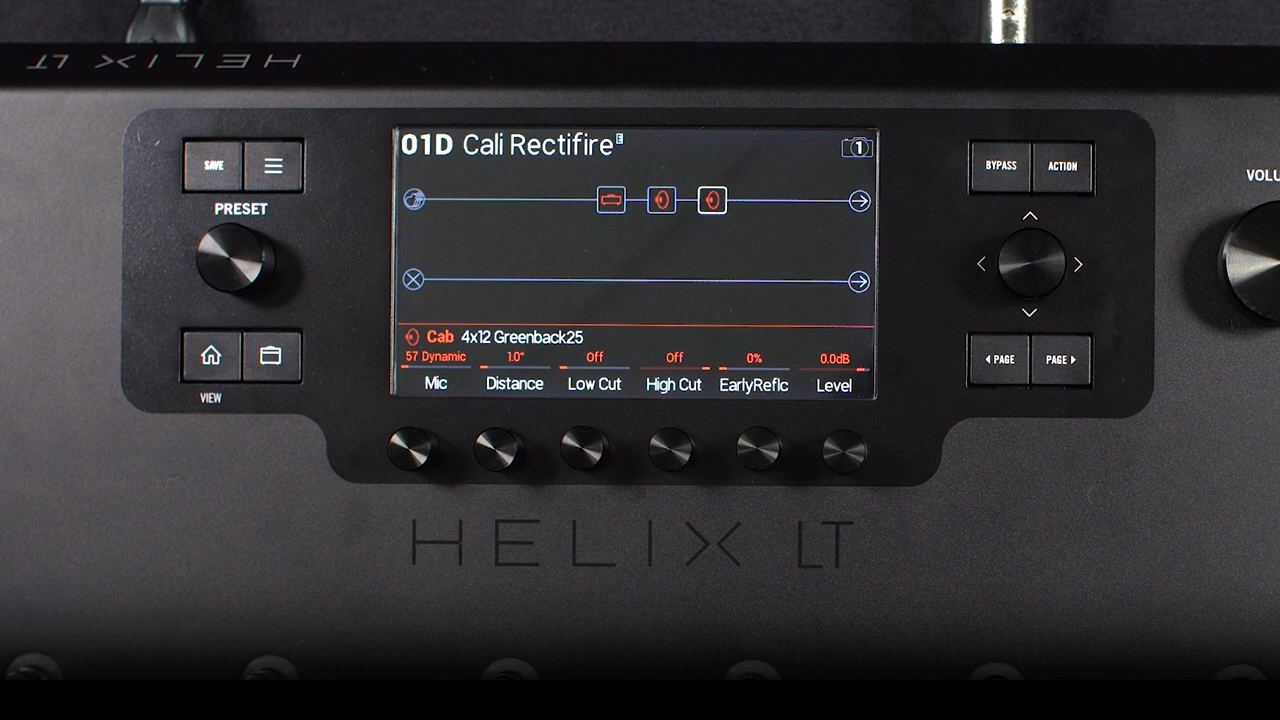 HELIX LT
SAVE
PRESET
VIEW
01D Cali Rectifire E
1
Cab 4x12 Greenback25
57 Dynamic 1.0" Off Off 0% 0.0dB
Mic Distance Low Cut High Cut EarlyReflc Level
BYPASS ACTION
PAGE PAGE
VOLU
HELIX LT